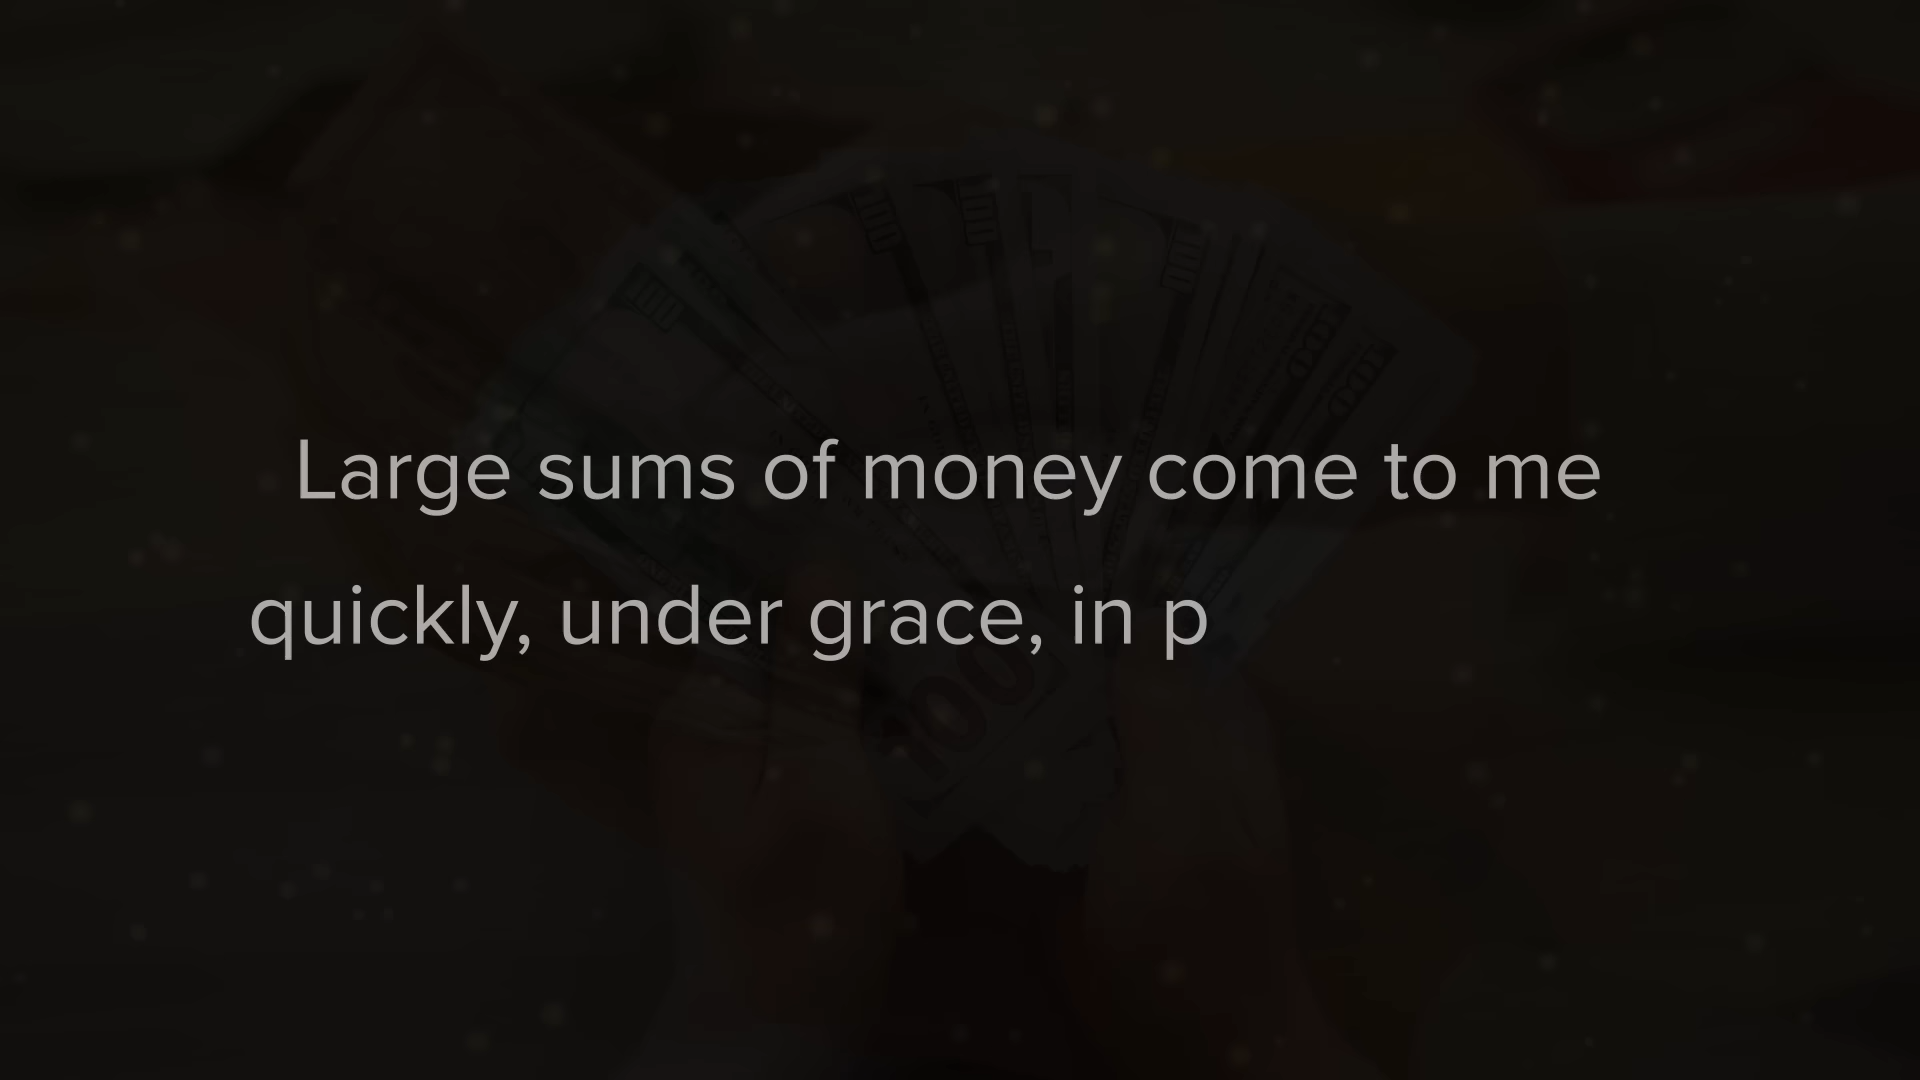 Large sums of money come to me
quickly, under grace, in p